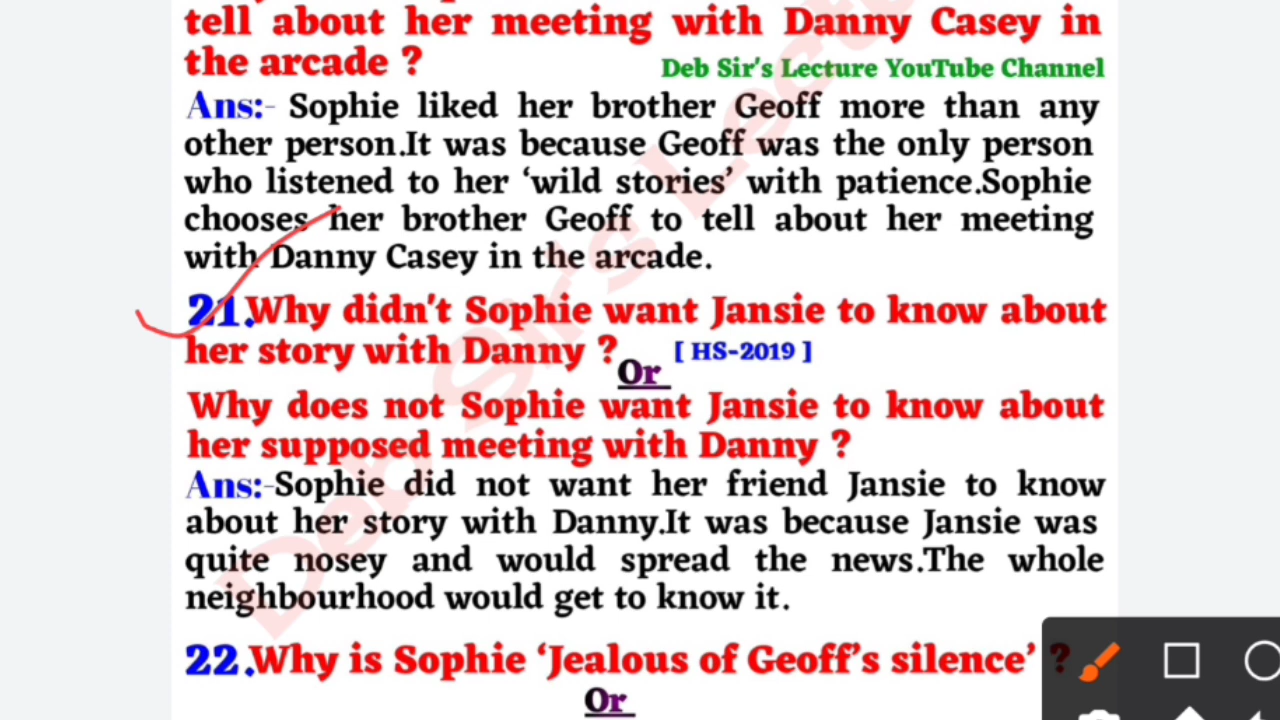 tell about her meeting with Danny Casey in
the arcade ?
Deb Sir's Lecture YouTube Channel
Ans:- Sophie liked her brother Geoff more than any
other person.It was because Geoff was the only person
who listened to her ‘wild stories’ with patience.Sophie
chooses her brother Geoff to tell about her meeting
with Danny Casey in the arcade.
21.Why didn't Sophie want Jansie to know about
her story with Danny ? [ HS-2019 ]
Or
Why does not Sophie want Jansie to know about
her supposed meeting with Danny ?
Ans:-Sophie did not want her friend Jansie to know
about her story with Danny.It was because Jansie was
quite nosey and would spread the news.The whole
neighbourhood would get to know it.
22.Why is Sophie ‘Jealous of Geoff’s silence’ ?
Or
Deb Sir's Lect